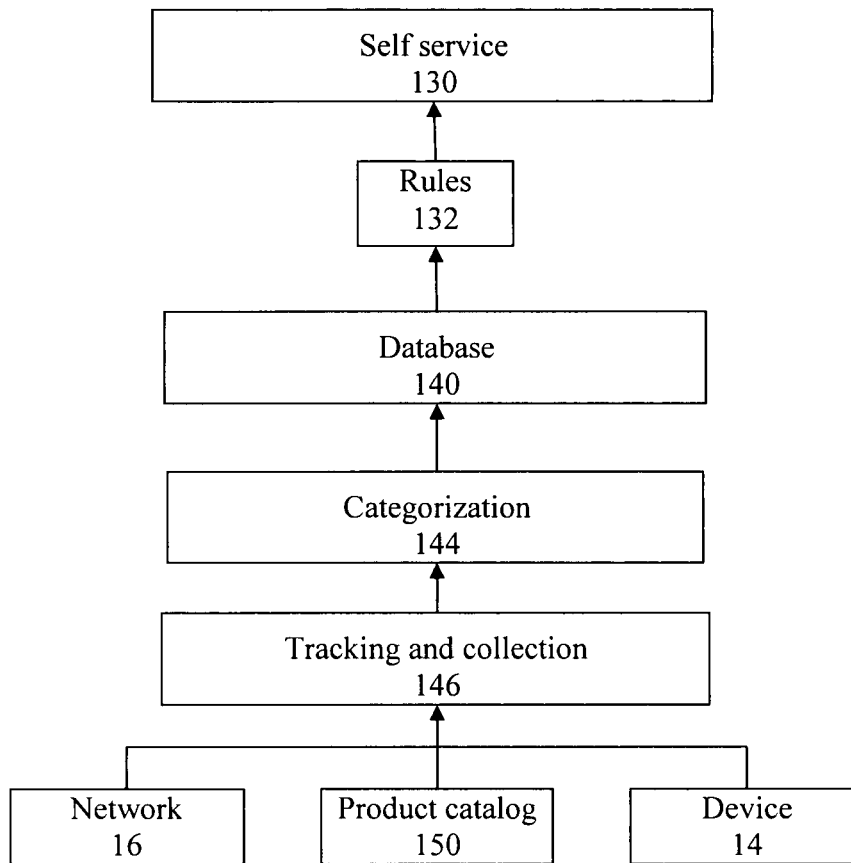 Self service
130
Rules
132
Database
140
Categorization
144
Tracking and collection
146
Network
16
Product catalog
150
Device
14